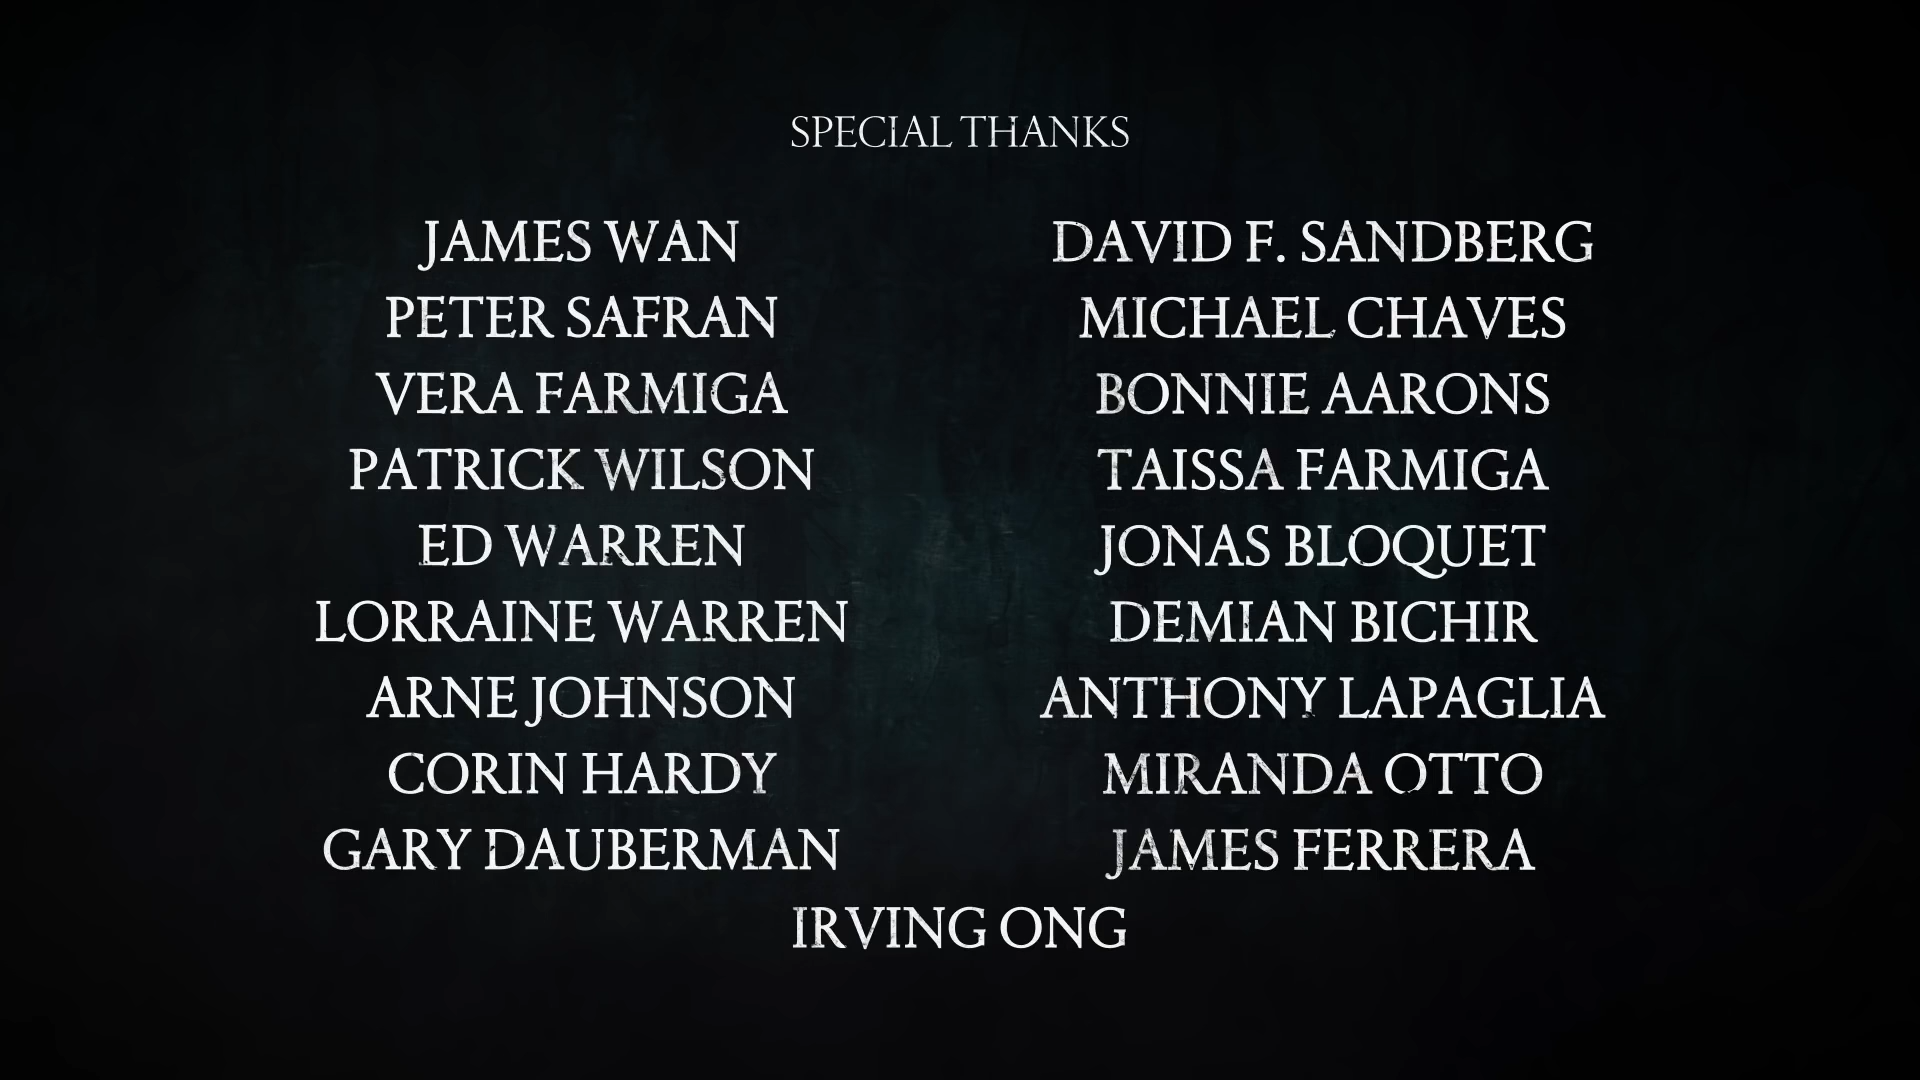 SPECIAL THANKS
JAMES WAN
PETER SAFRAN
VERA FARMIGA
PATRICK WILSON
ED WARREN
LORRAINE WARREN
ARNE JOHNSON
CORIN HARDY
GARY DAUBERMAN
DAVID F. SANDBERG
MICHAEL CHAVES
BONNIE AARONS
TAISSA FARMIGA
JONAS BLOQUET
DEMIAN BICHIR
ANTHONY LAPAGLIA
MIRANDA OTTO
JAMES FERRERA
IRVING ONG